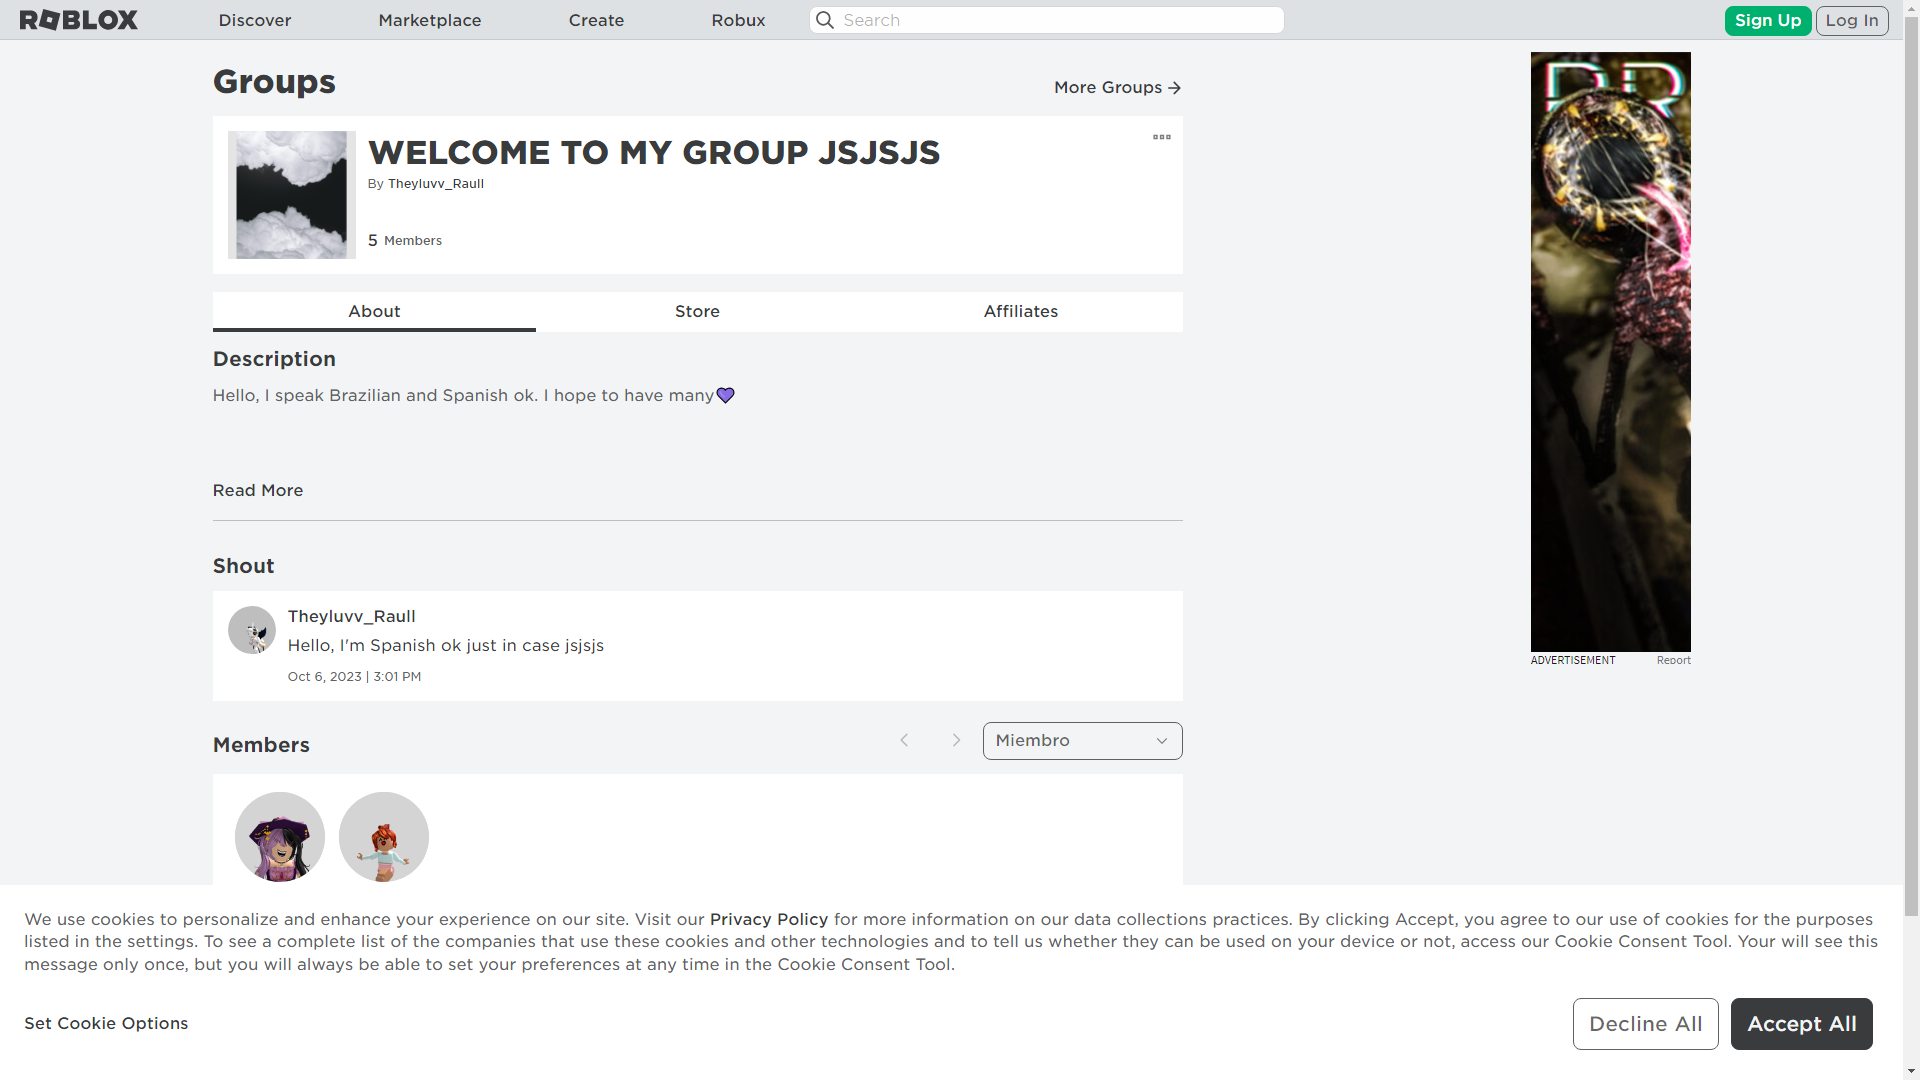 ROBLOX
Discover
Marketplace
Create
Robux
Search
Sign Up
Log In
Groups
More Groups
WELCOME TO MY GROUP JSJSJS
By Theyluvv_Raull
5 Members
About
Store
Affiliates
Description
Hello, I speak Brazilian and Spanish ok. I hope to have many💜
Read More
Shout
Theyluvv_Raull
Hello, I'm Spanish ok just in case jsjsjs
Oct 6, 2023 | 3:01 PM
Members
Miembro
ADVERTISEMENT
Report
We use cookies to personalize and enhance your experience on our site. Visit our Privacy Policy for more information on our data collections practices. By clicking Accept, you agree to our use of cookies for the purposes
listed in the settings. To see a complete list of the companies that use these cookies and other technologies and to tell us whether they can be used on your device or not, access our Cookie Consent Tool. Your will see this
message only once, but you will always be able to set your preferences at any time in the Cookie Consent Tool.
Set Cookie Options
Decline All
Accept All